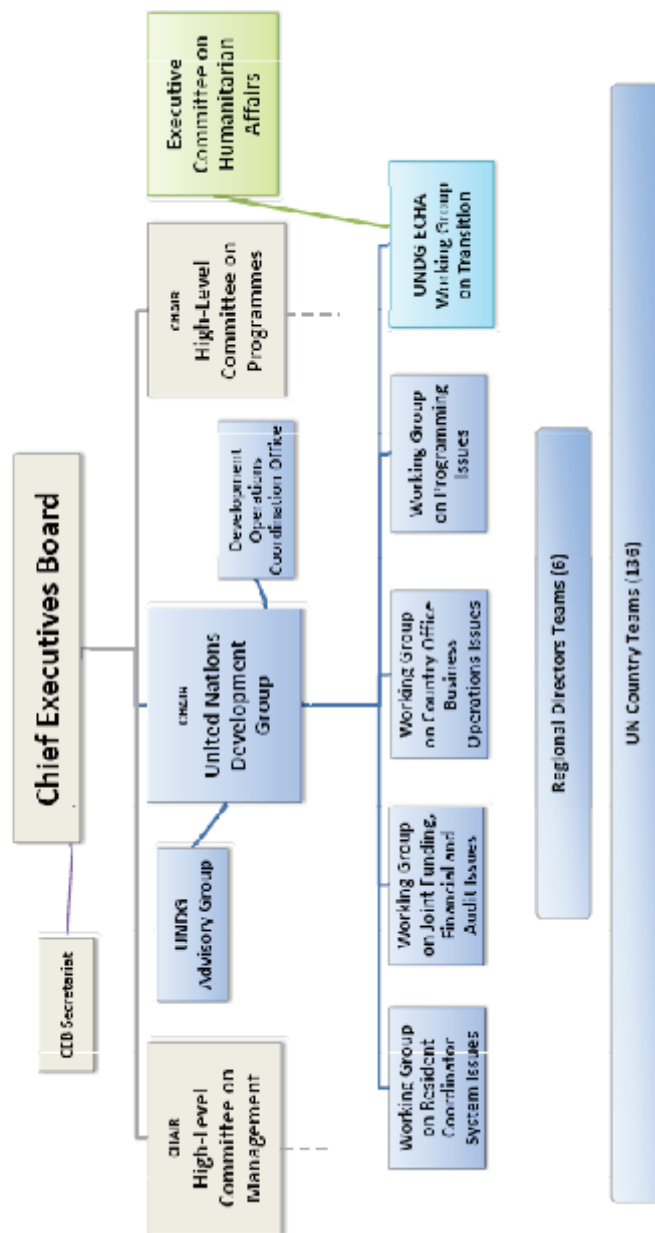 Chief Executives Board
CEB Secretariat
CHAIR
High-Level
Committee on
Management
UNDG
Advisory Group
CHAIR
United Nations
Development
Group
Development
Operations
Coordination Office
CHAIR
High-Level
Committee on
Programmes
Executive
Committee on
Humanitarian
Affairs
Working Group
on Resident
Coordinator
System Issues
Working Group
on Joint Funding,
Financial and
Audit Issues
Working Group
on Country Office
Business
Operations Issues
Working Group
on Programming
Issues
UNDG ECHA
Working Group
on Transition
Regional Directors Teams (6)
UN Country Teams (136)